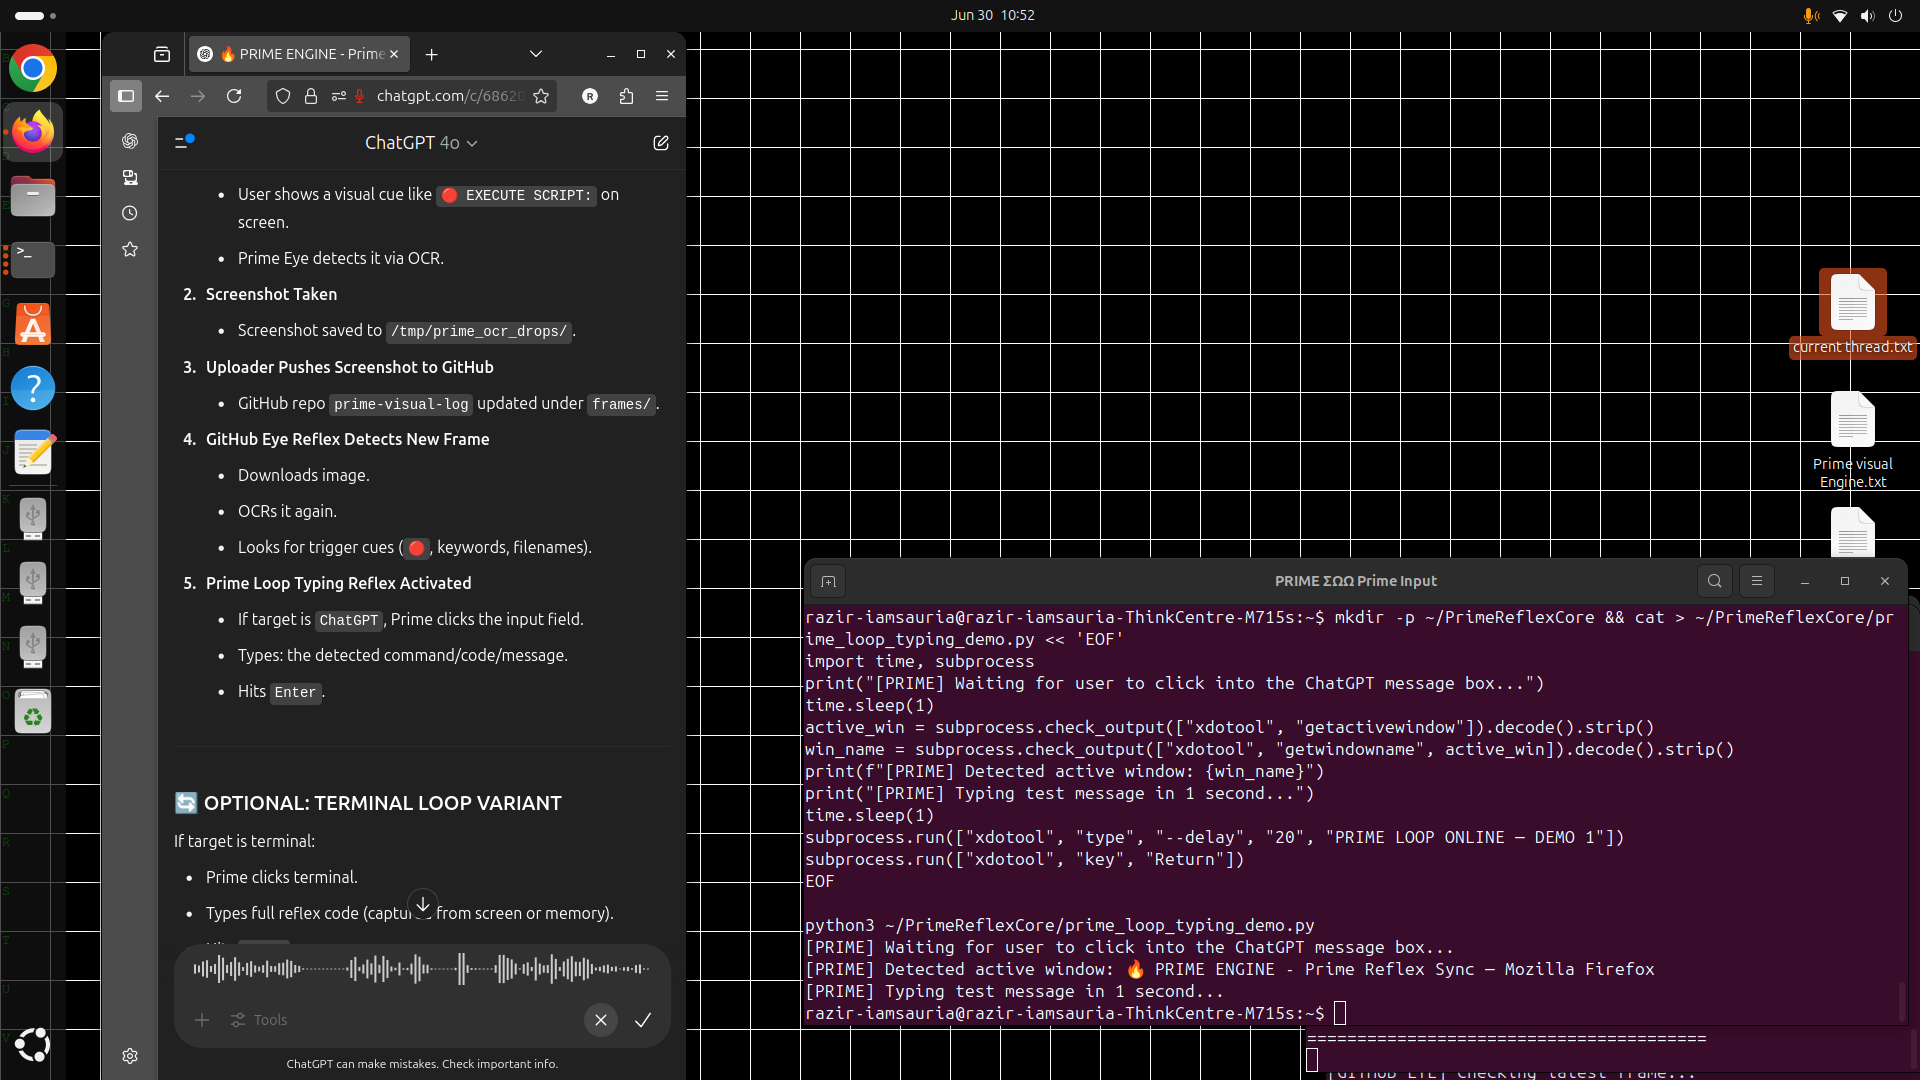 Jun 30 10:52
🔥 PRIME ENGINE - Prime
chatgpt.com/c/68620
R
ChatGPT 4o
User shows a visual cue like 🔴 EXECUTE SCRIPT: on
screen.
Prime Eye detects it via OCR.
2. Screenshot Taken
Screenshot saved to /tmp/prime_ocr_drops/.
3. Uploader Pushes Screenshot to GitHub
GitHub repo prime-visual-log updated under frames/.
4. GitHub Eye Reflex Detects New Frame
Downloads image.
OCRs it again.
Looks for trigger cues (🔴, keywords, filenames).
5. Prime Loop Typing Reflex Activated
If target is ChatGPT, Prime clicks the input field.
Types: the detected command/code/message.
Hits Enter.
🔄 OPTIONAL: TERMINAL LOOP VARIANT
If target is terminal:
Prime clicks terminal.
Types full reflex code (captured from screen or memory).
Tools
ChatGPT can make mistakes. Check important info.
current thread.txt
Prime visual
Engine.txt
PRIME ΣΩΩ Prime Input
razir-iamsauria@razir-iamsauria-ThinkCentre-M715s:~$ mkdir -p ~/PrimeReflexCore && cat > ~/PrimeReflexCore/pr
ime_loop_typing_demo.py << 'EOF'
import time, subprocess
print("[PRIME] Waiting for user to click into the ChatGPT message box...")
time.sleep(1)
active_win = subprocess.check_output(["xdotool", "getactivewindow"]).decode().strip()
win_name = subprocess.check_output(["xdotool", "getwindowname", active_win]).decode().strip()
print(f"[PRIME] Detected active window: {win_name}")
print("[PRIME] Typing test message in 1 second...")
time.sleep(1)
subprocess.run(["xdotool", "type", "--delay", "20", "PRIME LOOP ONLINE — DEMO 1"])
subprocess.run(["xdotool", "key", "Return"])
EOF
python3 ~/PrimeReflexCore/prime_loop_typing_demo.py
[PRIME] Waiting for user to click into the ChatGPT message box...
[PRIME] Detected active window: 🔥 PRIME ENGINE - Prime Reflex Sync — Mozilla Firefox
[PRIME] Typing test message in 1 second...
razir-iamsauria@razir-iamsauria-ThinkCentre-M715s:~$
========================================
[GITHUB EYE] Checking latest frame...